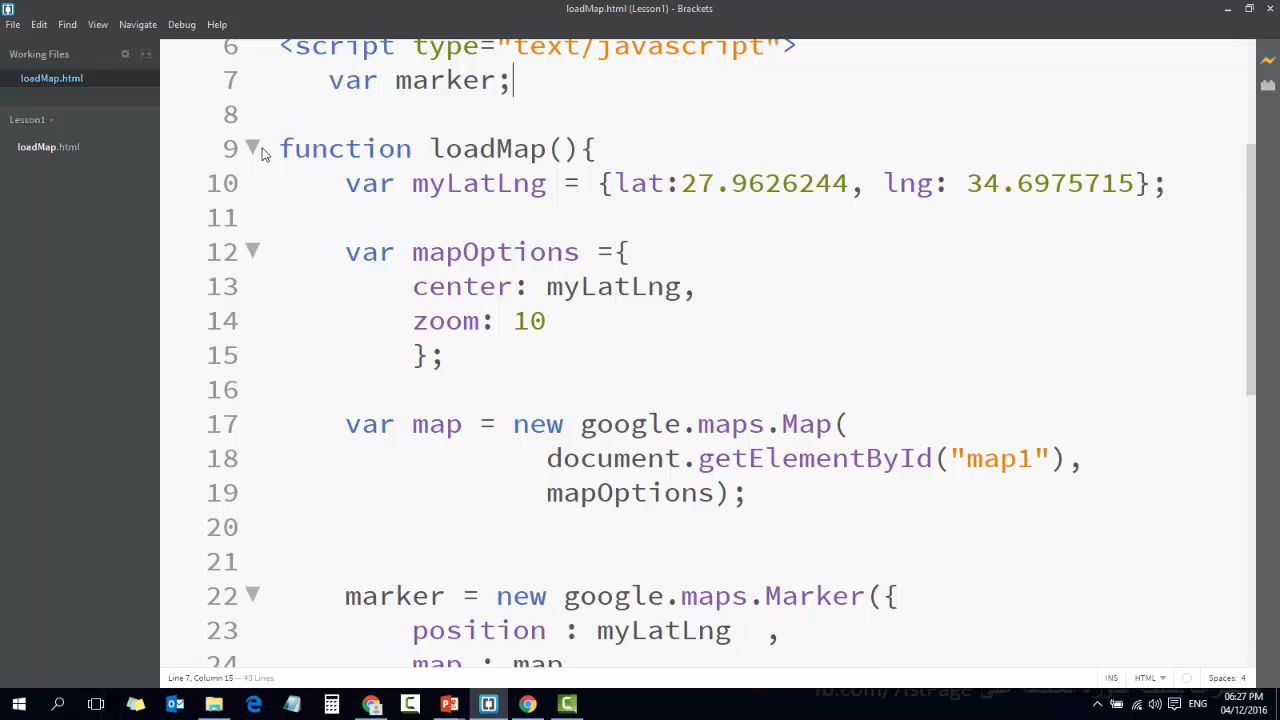 loadMap.html (Lesson1) - Brackets
File Edit Find View Navigate Debug Help
Working Files
loadMap.html
Lesson1
loadMap.html
6 <script type="text/javascript">
7 var marker;
8
9 function loadMap(){
10 var myLatLng = {lat:27.9626244, lng: 34.6975715};
11
12 var mapOptions ={
13 center: myLatLng,
14 zoom: 10
15 };
16
17 var map = new google.maps.Map(
18 document.getElementById("map1"),
19 mapOptions);
20
21
22 marker = new google.maps.Marker({
23 position : myLatLng ,
24 map : map
Line 7, Column 15 — 43 Lines
INS HTML Spaces: 4
ENG
06:27 PM
04/12/2016